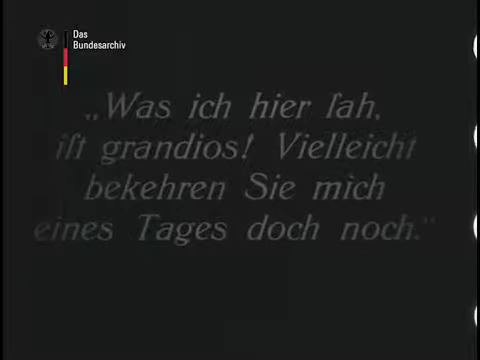 Das
Bundesarchiv
„Was ich hier ſah,
iſt grandios! Vielleicht
bekehren Sie mich
eines Tages doch noch."